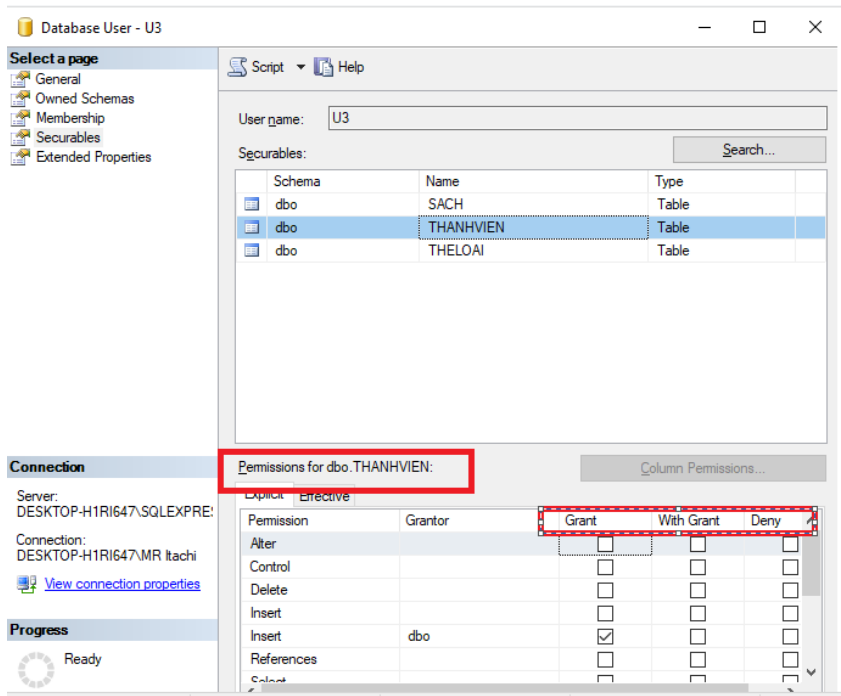 Database User - U3
Select a page
General
Owned Schemas
Membership
Securables
Extended Properties
Script
Help
User name: U3
Securables:
Search...
Schema Name Type
dbo SACH Table
dbo THANHVIEN Table
dbo THELOAI Table
Permissions for dbo.THANHVIEN:
Column Permissions...
Explicit Effective
Permission Grantor Grant With Grant Deny
Alter
Control
Delete
Insert
Insert dbo
References
Select
Connection
Server:
DESKTOP-H1RI647\SQLEXPRE
Connection:
DESKTOP-H1RI647\MR Itachi
View connection properties
Progress
Ready